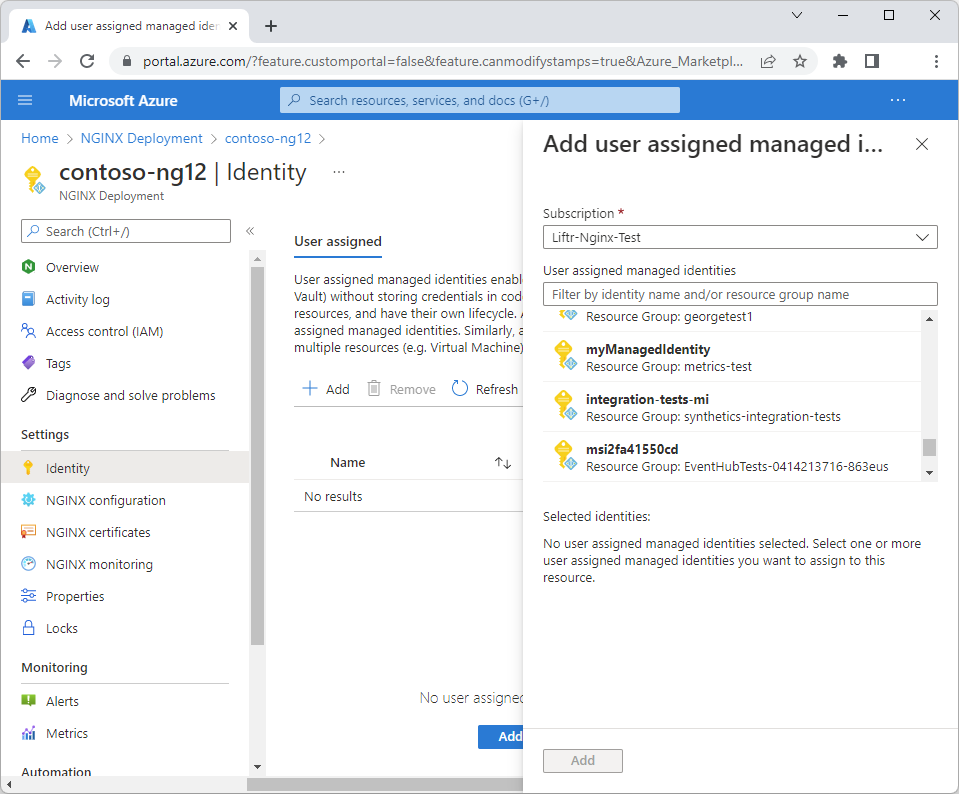 Add user assigned managed iden
portal.azure.com/?feature.customportal=false&feature.canmodifystamps=true&Azure_Marketpl...
Microsoft Azure
Search resources, services, and docs (G+/)
Home > NGINX Deployment > contoso-ng12 >
contoso-ng12 | Identity
NGINX Deployment
Search (Ctrl+/)
Overview
Activity log
Access control (IAM)
Tags
Diagnose and solve problems
Settings
Identity
NGINX configuration
NGINX certificates
NGINX monitoring
Properties
Locks
Monitoring
Alerts
Metrics
Automation
User assigned
User assigned managed identities enable
Vault) without storing credentials in cod
resources, and have their own lifecycle. A
assigned managed identities. Similarly, a
multiple resources (e.g. Virtual Machine)
Add
Remove
Refresh
Name
No results
No user assigned
Add
Add user assigned managed i...
Subscription *
Liftr-Nginx-Test
User assigned managed identities
Filter by identity name and/or resource group name
Resource Group: georgetest1
myManagedIdentity
Resource Group: metrics-test
integration-tests-mi
Resource Group: synthetics-integration-tests
msi2fa41550cd
Resource Group: EventHubTests-0414213716-863eus
Selected identities:
No user assigned managed identities selected. Select one or more
user assigned managed identities you want to assign to this
resource.
Add